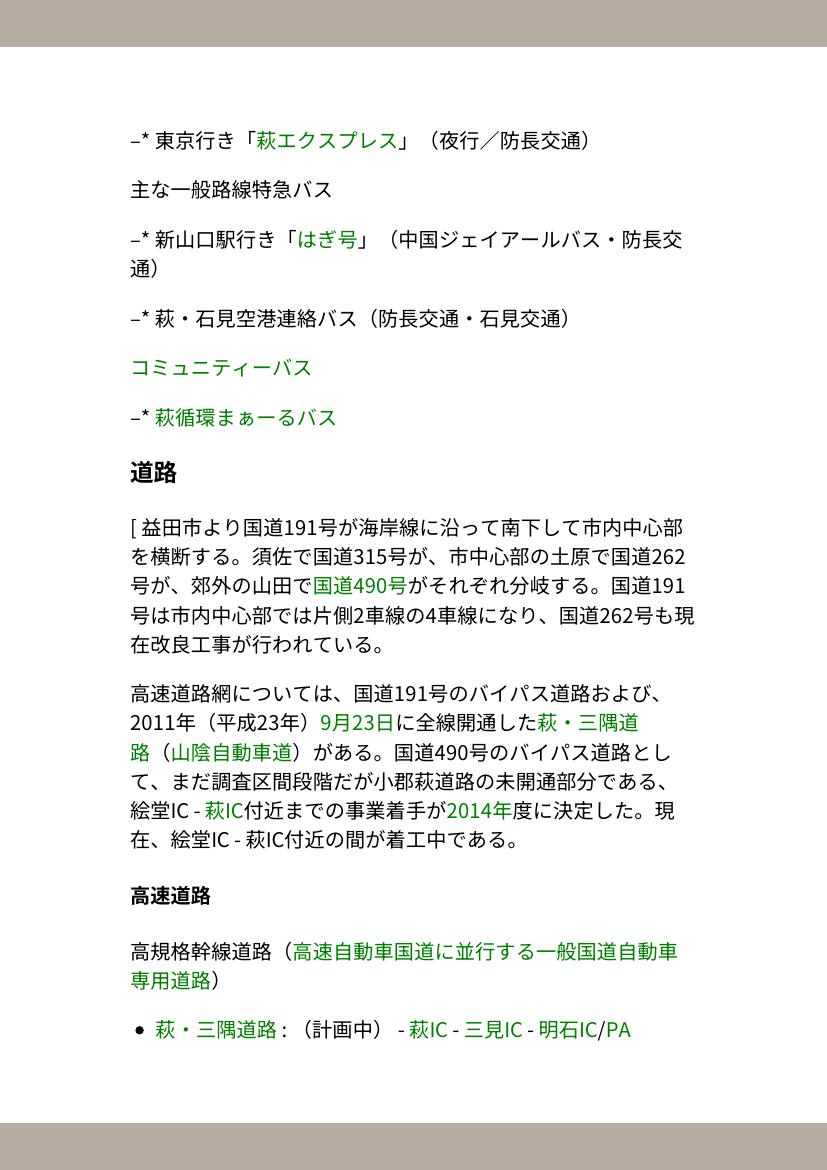 –* 東京行き「萩エクスプレス」（夜行／防長交通）
主な一般路線特急バス
–* 新山口駅行き「はぎ号」（中国ジェイアールバス・防長交
通）
–* 萩・石見空港連絡バス（防長交通・石見交通）
コミュニティーバス
–* 萩循環まぁーるバス
道路
[ 益田市より国道191号が海岸線に沿って南下して市内中心部
を横断する。須佐で国道315号が、市中心部の土原で国道262
号が、郊外の山田で国道490号がそれぞれ分岐する。国道191
号は市内中心部では片側2車線の4車線になり、国道262号も現
在改良工事が行われている。
高速道路網については、国道191号のバイパス道路および、
2011年（平成23年）9月23日に全線開通した萩・三隅道
路（山陰自動車道）がある。国道490号のバイパス道路とし
て、まだ調査区間段階だが小郡萩道路の未開通部分である、
絵堂IC - 萩IC付近までの事業着手が2014年度に決定した。現
在、絵堂IC - 萩IC付近の間が着工中である。
高速道路
高規格幹線道路（高速自動車国道に並行する一般国道自動車
専用道路）
● 萩・三隅道路 : （計画中） - 萩IC - 三見IC - 明石IC/PA